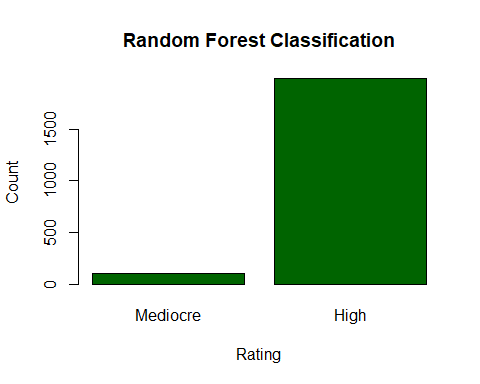 Random Forest Classification
Count
1500
1000
500
0
Mediocre High
Rating